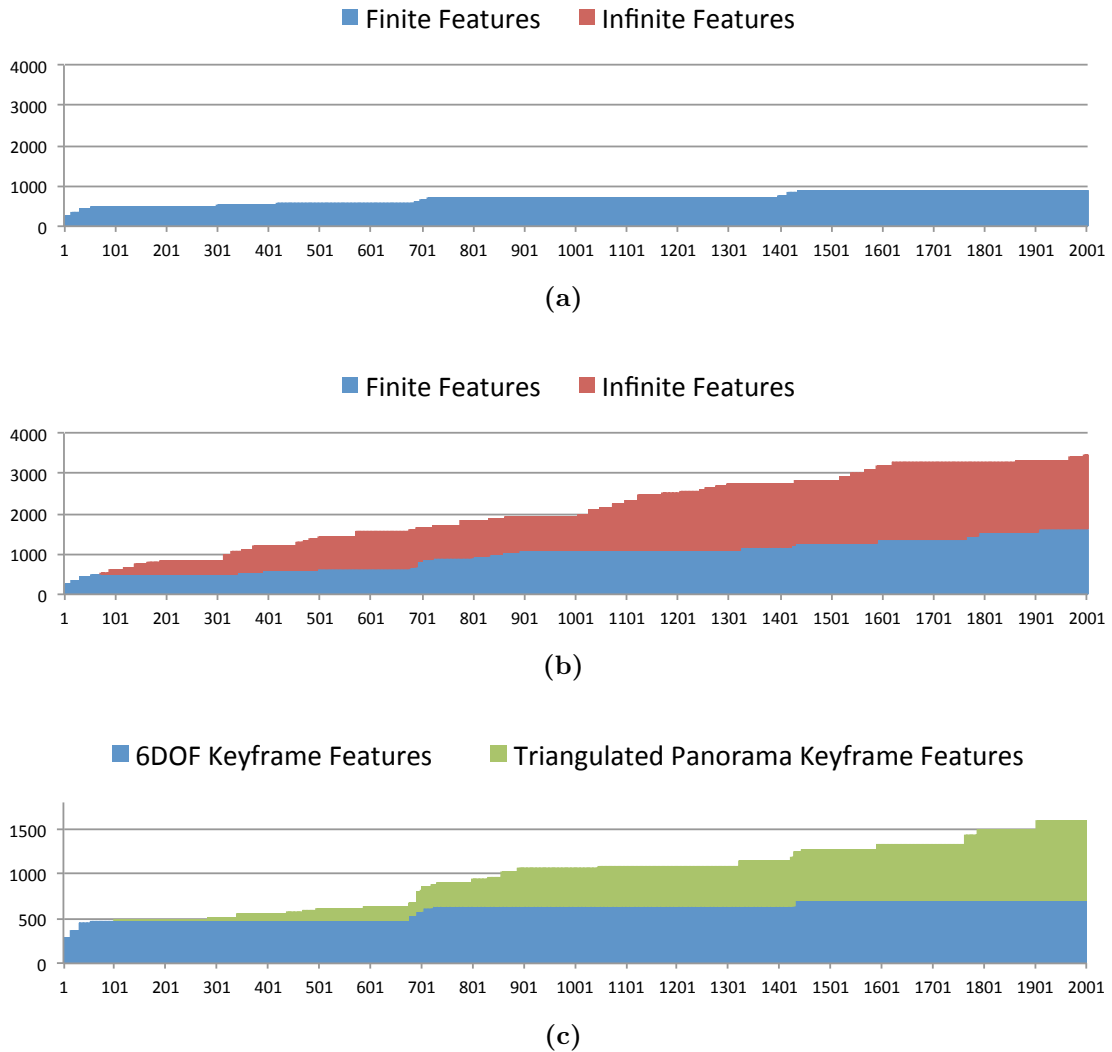 Finite Features Infinite Features
4000
3000
2000
1000
0
1 101 201 301 401 501 601 701 801 901 1001 1101 1201 1301 1401 1501 1601 1701 1801 1901 2001
(a)
Finite Features Infinite Features
4000
3000
2000
1000
0
1 101 201 301 401 501 601 701 801 901 1001 1101 1201 1301 1401 1501 1601 1701 1801 1901 2001
(b)
6DOF Keyframe Features Triangulated Panorama Keyframe Features
1500
1000
500
0
1 101 201 301 401 501 601 701 801 901 1001 1101 1201 1301 1401 1501 1601 1701 1801 1901 2001
(c)